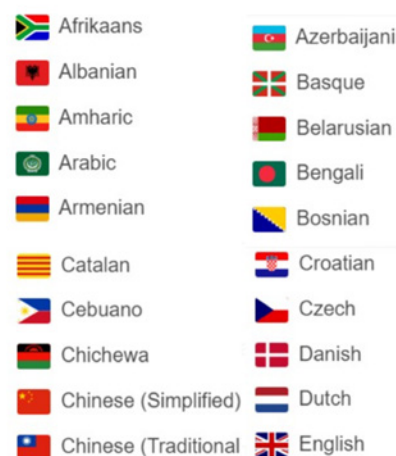 Afrikaans
Albanian
Amharic
Arabic
Armenian
Azerbaijani
Basque
Belarusian
Bengali
Bosnian
Catalan
Cebuano
Chichewa
Chinese (Simplified)
Chinese (Traditional
Croatian
Czech
Danish
Dutch
English